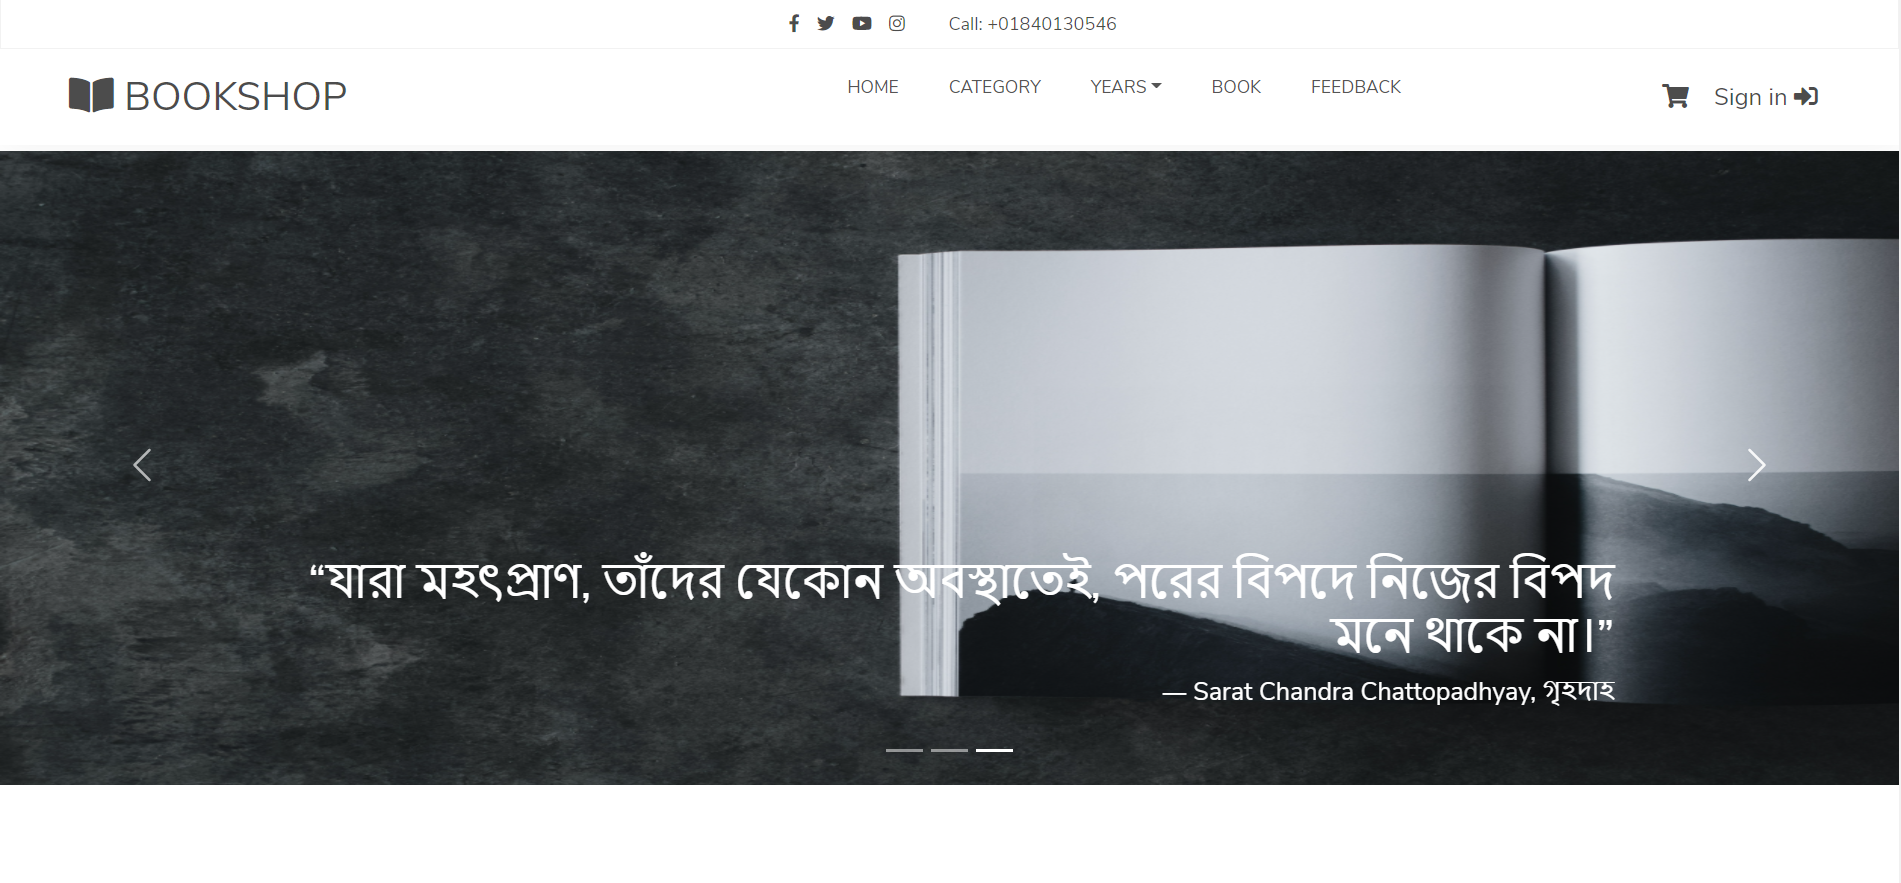 Call: +01840130546
BOOKSHOP
HOME CATEGORY YEARS BOOK FEEDBACK
Sign in
“যারা মহৎপ্রাণ, তাঁদের যেকোন অবস্থাতেই, পরের বিপদে নিজের বিপদ
মনে থাকে না।”
— Sarat Chandra Chattopadhyay, গৃহদাহ